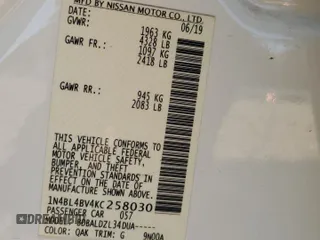 MFD BY NISSAN MOTOR CO., LTD.
DATE: 06/19
GVWR: 1963 KG
4328 LB
GAWR FR.: 1097 KG
2418 LB
GAWR RR.: 945 KG
2083 LB
THIS VEHICLE CONFORMS TO
ALL APPLICABLE FEDERAL
MOTOR VEHICLE SAFETY,
BUMPER, AND THEFT
PREVENTION STANDARDS IN
EFFECT ON THE DATE OF
MANUFACTURE SHOWN ABOVE.
1N4BL4BV4KC258030
PASSENGER CAR 057
BDBALDZL34DUA
COLOR: QAK TRIM: G